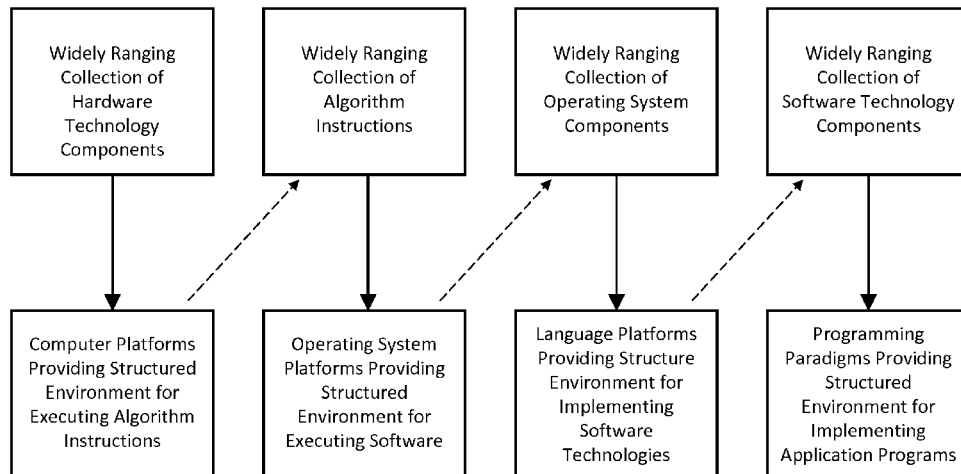 Widely Ranging
Collection of
Hardware
Technology
Components
Widely Ranging
Collection of
Algorithm
Instructions
Widely Ranging
Collection of
Operating System
Components
Widely Ranging
Collection of
Software Technology
Components
Computer Platforms
Providing Structured
Environment for
Executing Algorithm
Instructions
Operating System
Platforms Providing
Structured
Environment for
Executing Software
Language Platforms
Providing Structure
Environment for
Implementing
Software
Technologies
Programming
Paradigms Providing
Structured
Environment for
Implementing
Application Programs